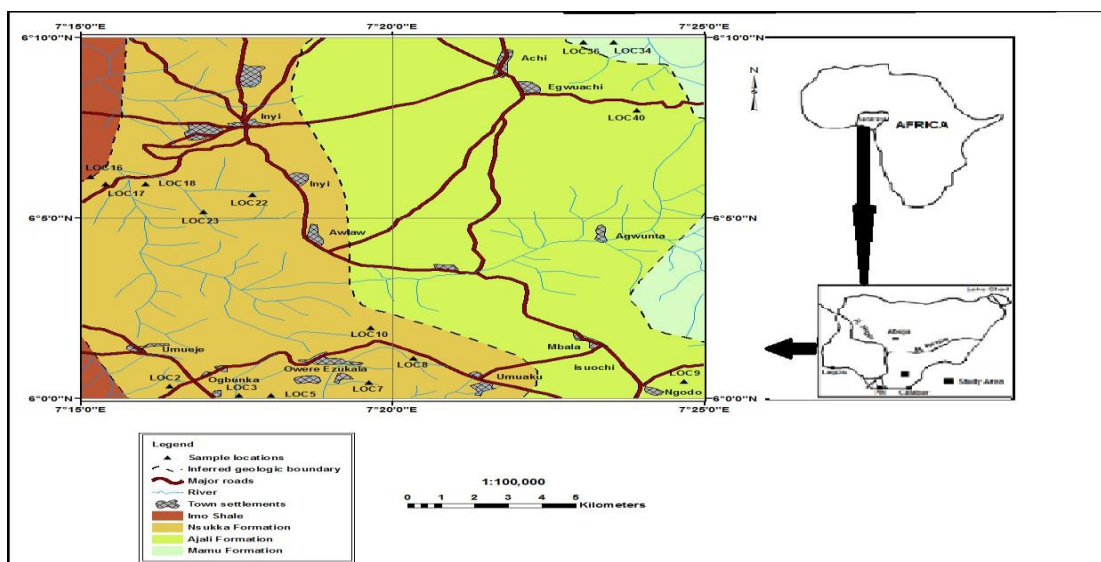 7°15'0"E
7°20'0"E
7°25'0"E
6°10'0"N
6°10'0"N
LOC36
LOC34
Achi
Egwuachi
LOC40
Inyi
N
S
AFRICA
LOC16
LOC17
LOC18
Inyi
LOC22
LOC23
6°5'0"N
6°5'0"N
Awlaw
Agwunta
LOC10
Umueje
Owere Ezukala
LOC8
Mbala
Isuochi
LOC2
Ogbunka
LOC3
LOC5
LOC7
Umuaku
LOC9
Ngodo
6°0'0"N
6°0'0"N
7°15'0"E
7°20'0"E
7°25'0"E
Abuja
Lagos
Study Area
Calabar
Legend
Sample locations
Inferred geologic boundary
Major roads
River
Town settlements
Imo Shale
Nsukka Formation
Ajali Formation
Mamu Formation
1:100,000
0 1 2 3 4 5
Kilometers